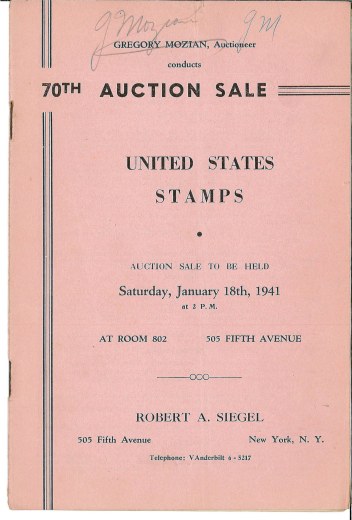 G Mozian GM
GREGORY MOZIAN, Auctioneer
conducts
70TH AUCTION SALE
UNITED STATES
STAMPS
AUCTION SALE TO BE HELD
Saturday, January 18th, 1941
at 2 P.M.
AT ROOM 802 505 FIFTH AVENUE
ROBERT A. SIEGEL
505 Fifth Avenue New York, N. Y.
Telephone: VAnderbilt 6-5217